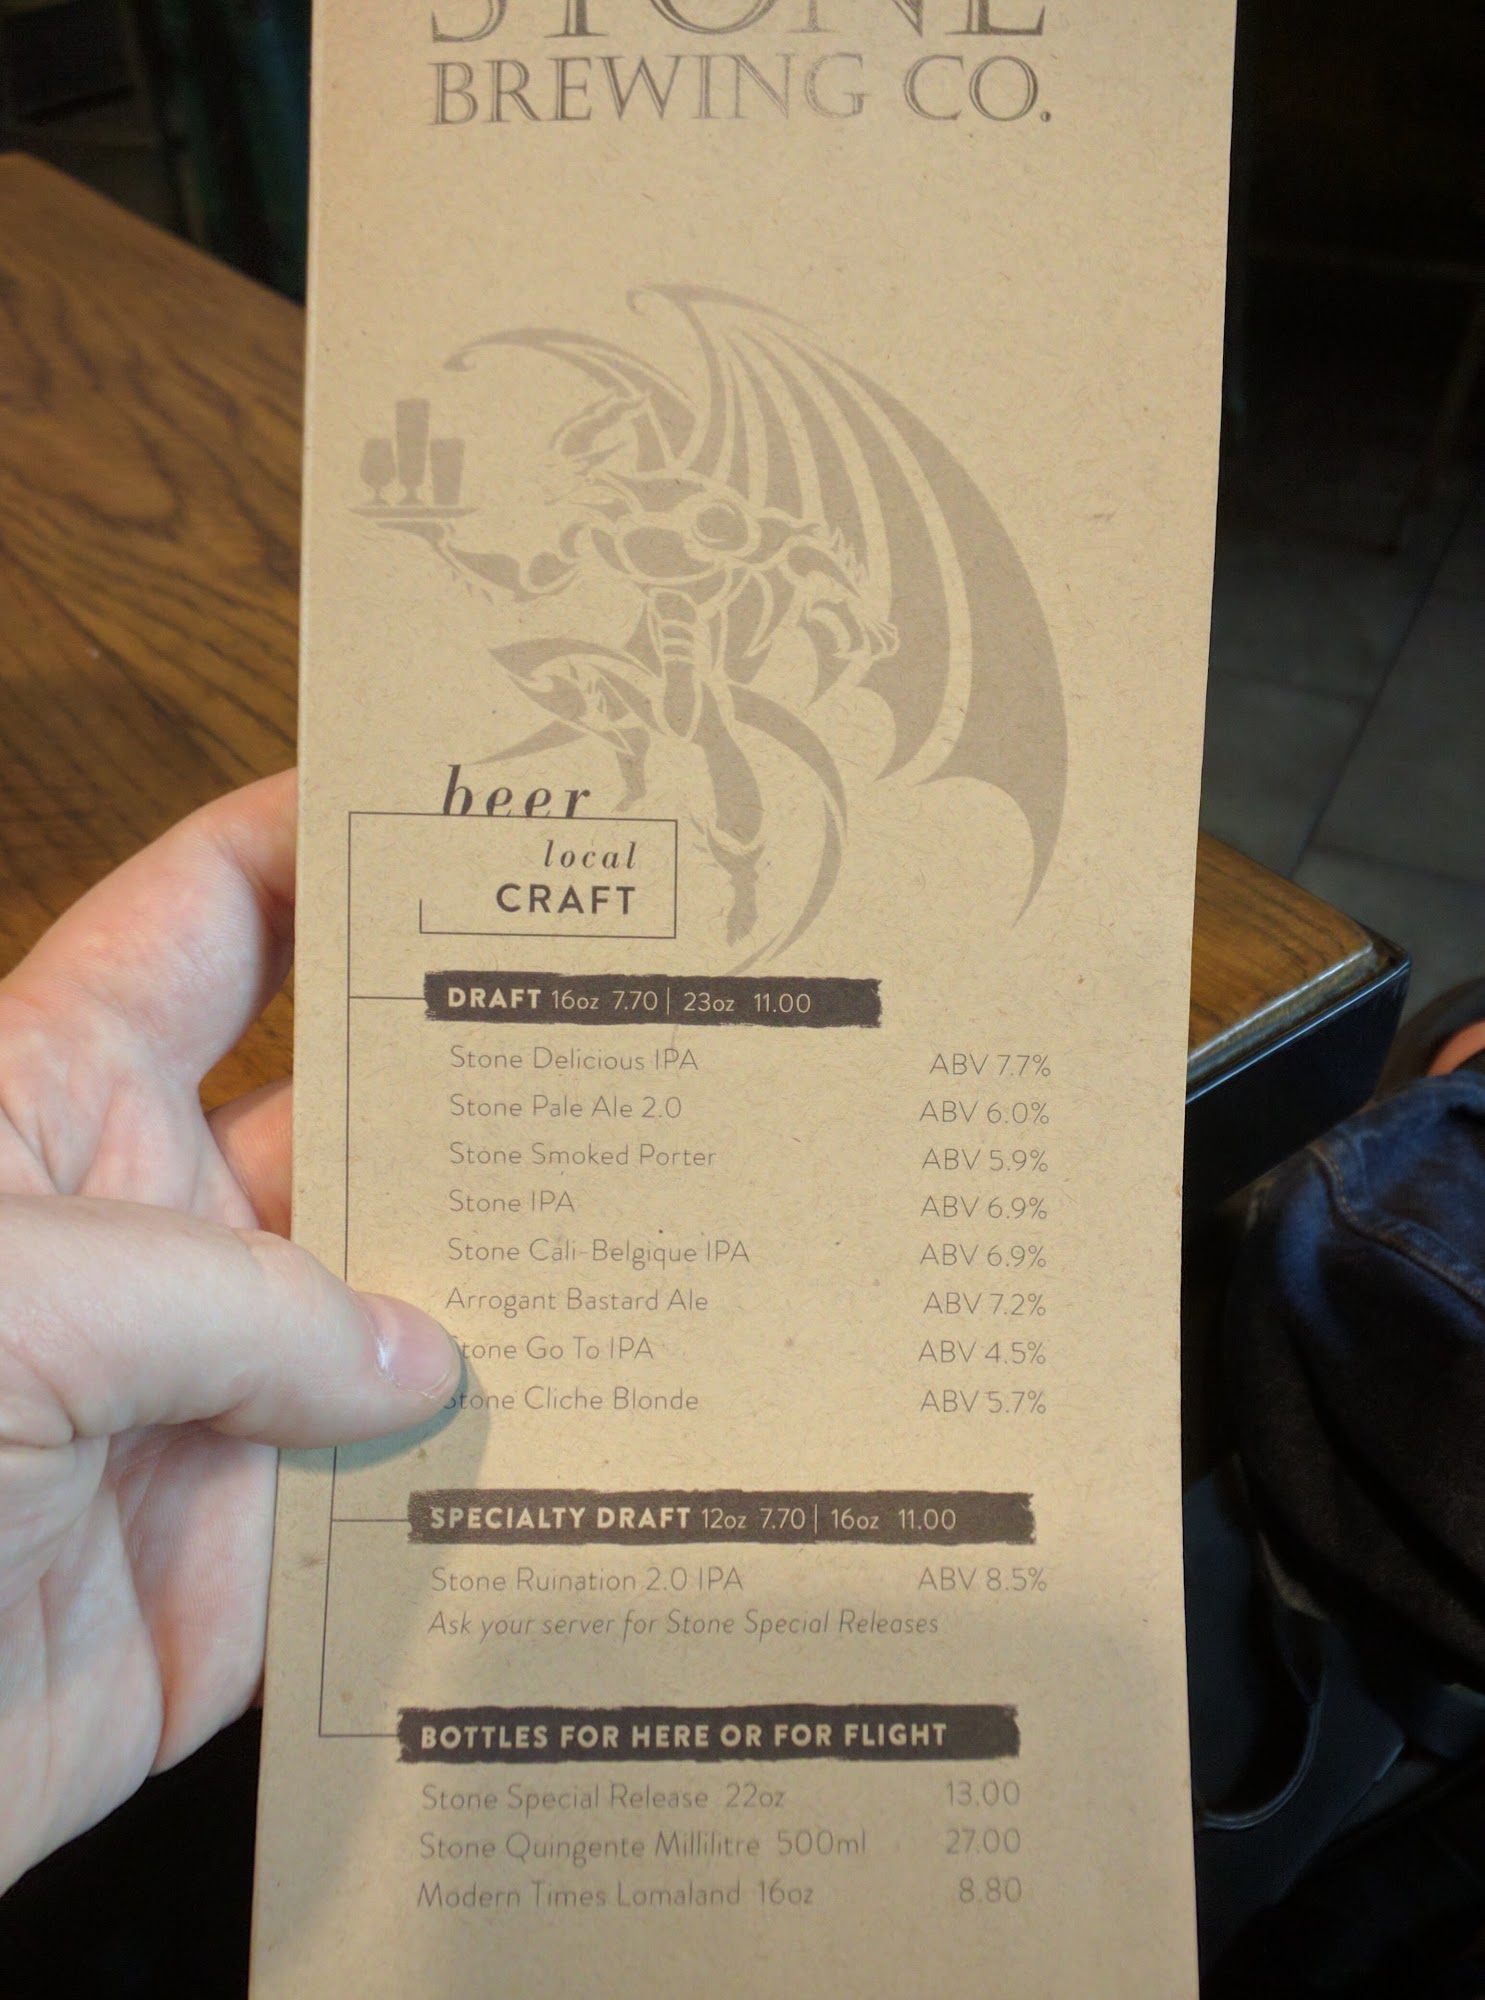 STONE
BREWING CO.
beer
local
CRAFT
DRAFT 16oz 7.70 | 23oz 11.00
Stone Delicious IPA ABV 7.7%
Stone Pale Ale 2.0 ABV 6.0%
Stone Smoked Porter ABV 5.9%
Stone IPA ABV 6.9%
Stone Cali-Belgique IPA ABV 6.9%
Arrogant Bastard Ale ABV 7.2%
Stone Go To IPA ABV 4.5%
Stone Cliche Blonde ABV 5.7%
SPECIALTY DRAFT 12oz 7.70 | 16oz 11.00
Stone Ruination 2.0 IPA ABV 8.5%
Ask your server for Stone Special Releases
BOTTLES FOR HERE OR FOR FLIGHT
Stone Special Release 22oz 13.00
Stone Quingente Millilitre 500ml 27.00
Modern Times Lomaland 16oz 8.80